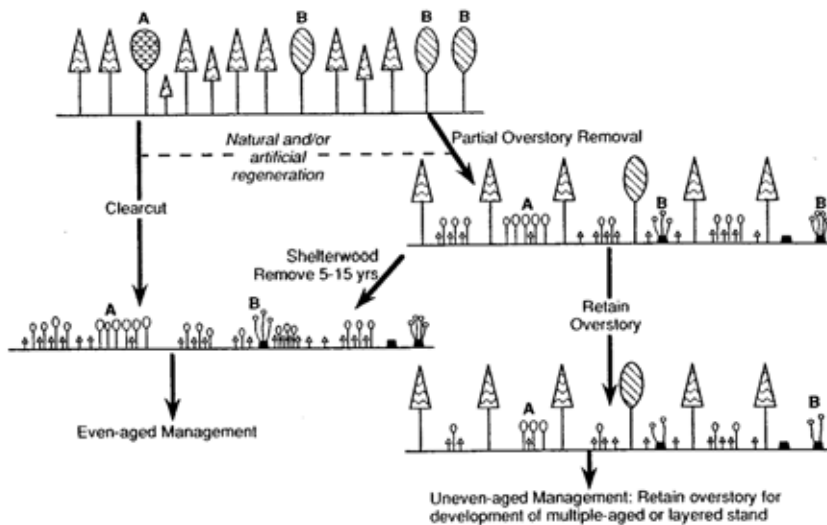 A
B
B
B
Natural and/or
artificial
regeneration
Partial Overstory Removal
Clearcut
A
B
B
Shelterwood
Remove 5-15 yrs
Retain
Overstory
A
B
Even-aged Management
A
B
Uneven-aged Management: Retain overstory for
development of multiple-aged or layered stand